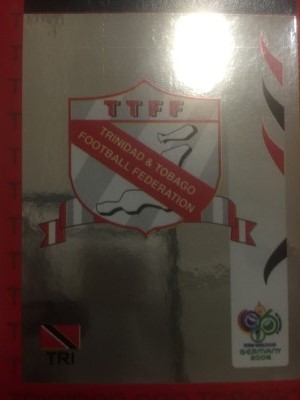 TTFF
TRINIDAD & TOBAGO
FOOTBALL FEDERATION
TRI
GERMANY
2006